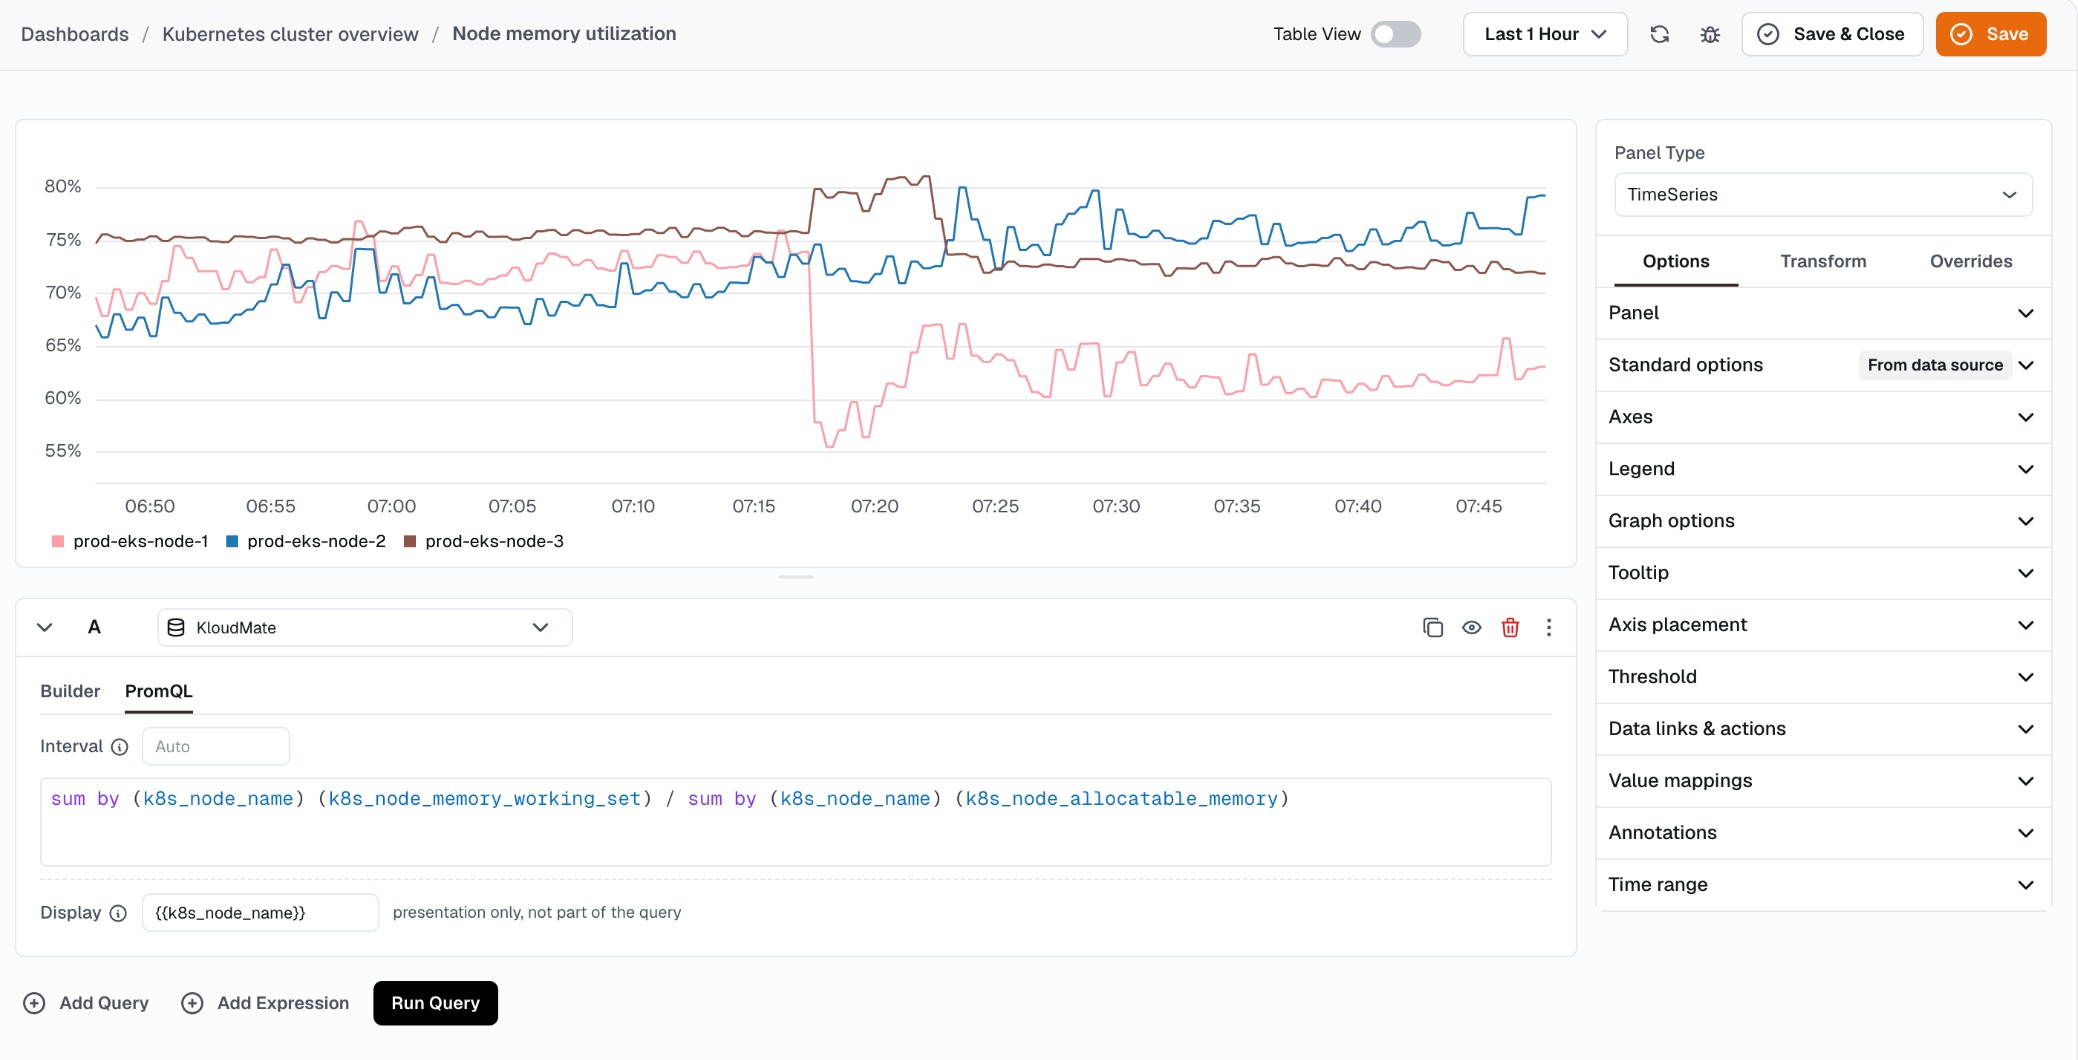 Dashboards / Kubernetes cluster overview / Node memory utilization
Table View
Last 1 Hour
Save & Close
Save
80%
75%
70%
65%
60%
55%
06:50 06:55 07:00 07:05 07:10 07:15 07:20 07:25 07:30 07:35 07:40 07:45
prod-eks-node-1 prod-eks-node-2 prod-eks-node-3
A
KloudMate
Builder PromQL
Interval
Auto
sum by (k8s_node_name) (k8s_node_memory_working_set) / sum by (k8s_node_name) (k8s_node_allocatable_memory)
Display
{{k8s_node_name}}
presentation only, not part of the query
Add Query
Add Expression
Run Query
Panel Type
TimeSeries
Options Transform Overrides
Panel
Standard options From data source
Axes
Legend
Graph options
Tooltip
Axis placement
Threshold
Data links & actions
Value mappings
Annotations
Time range